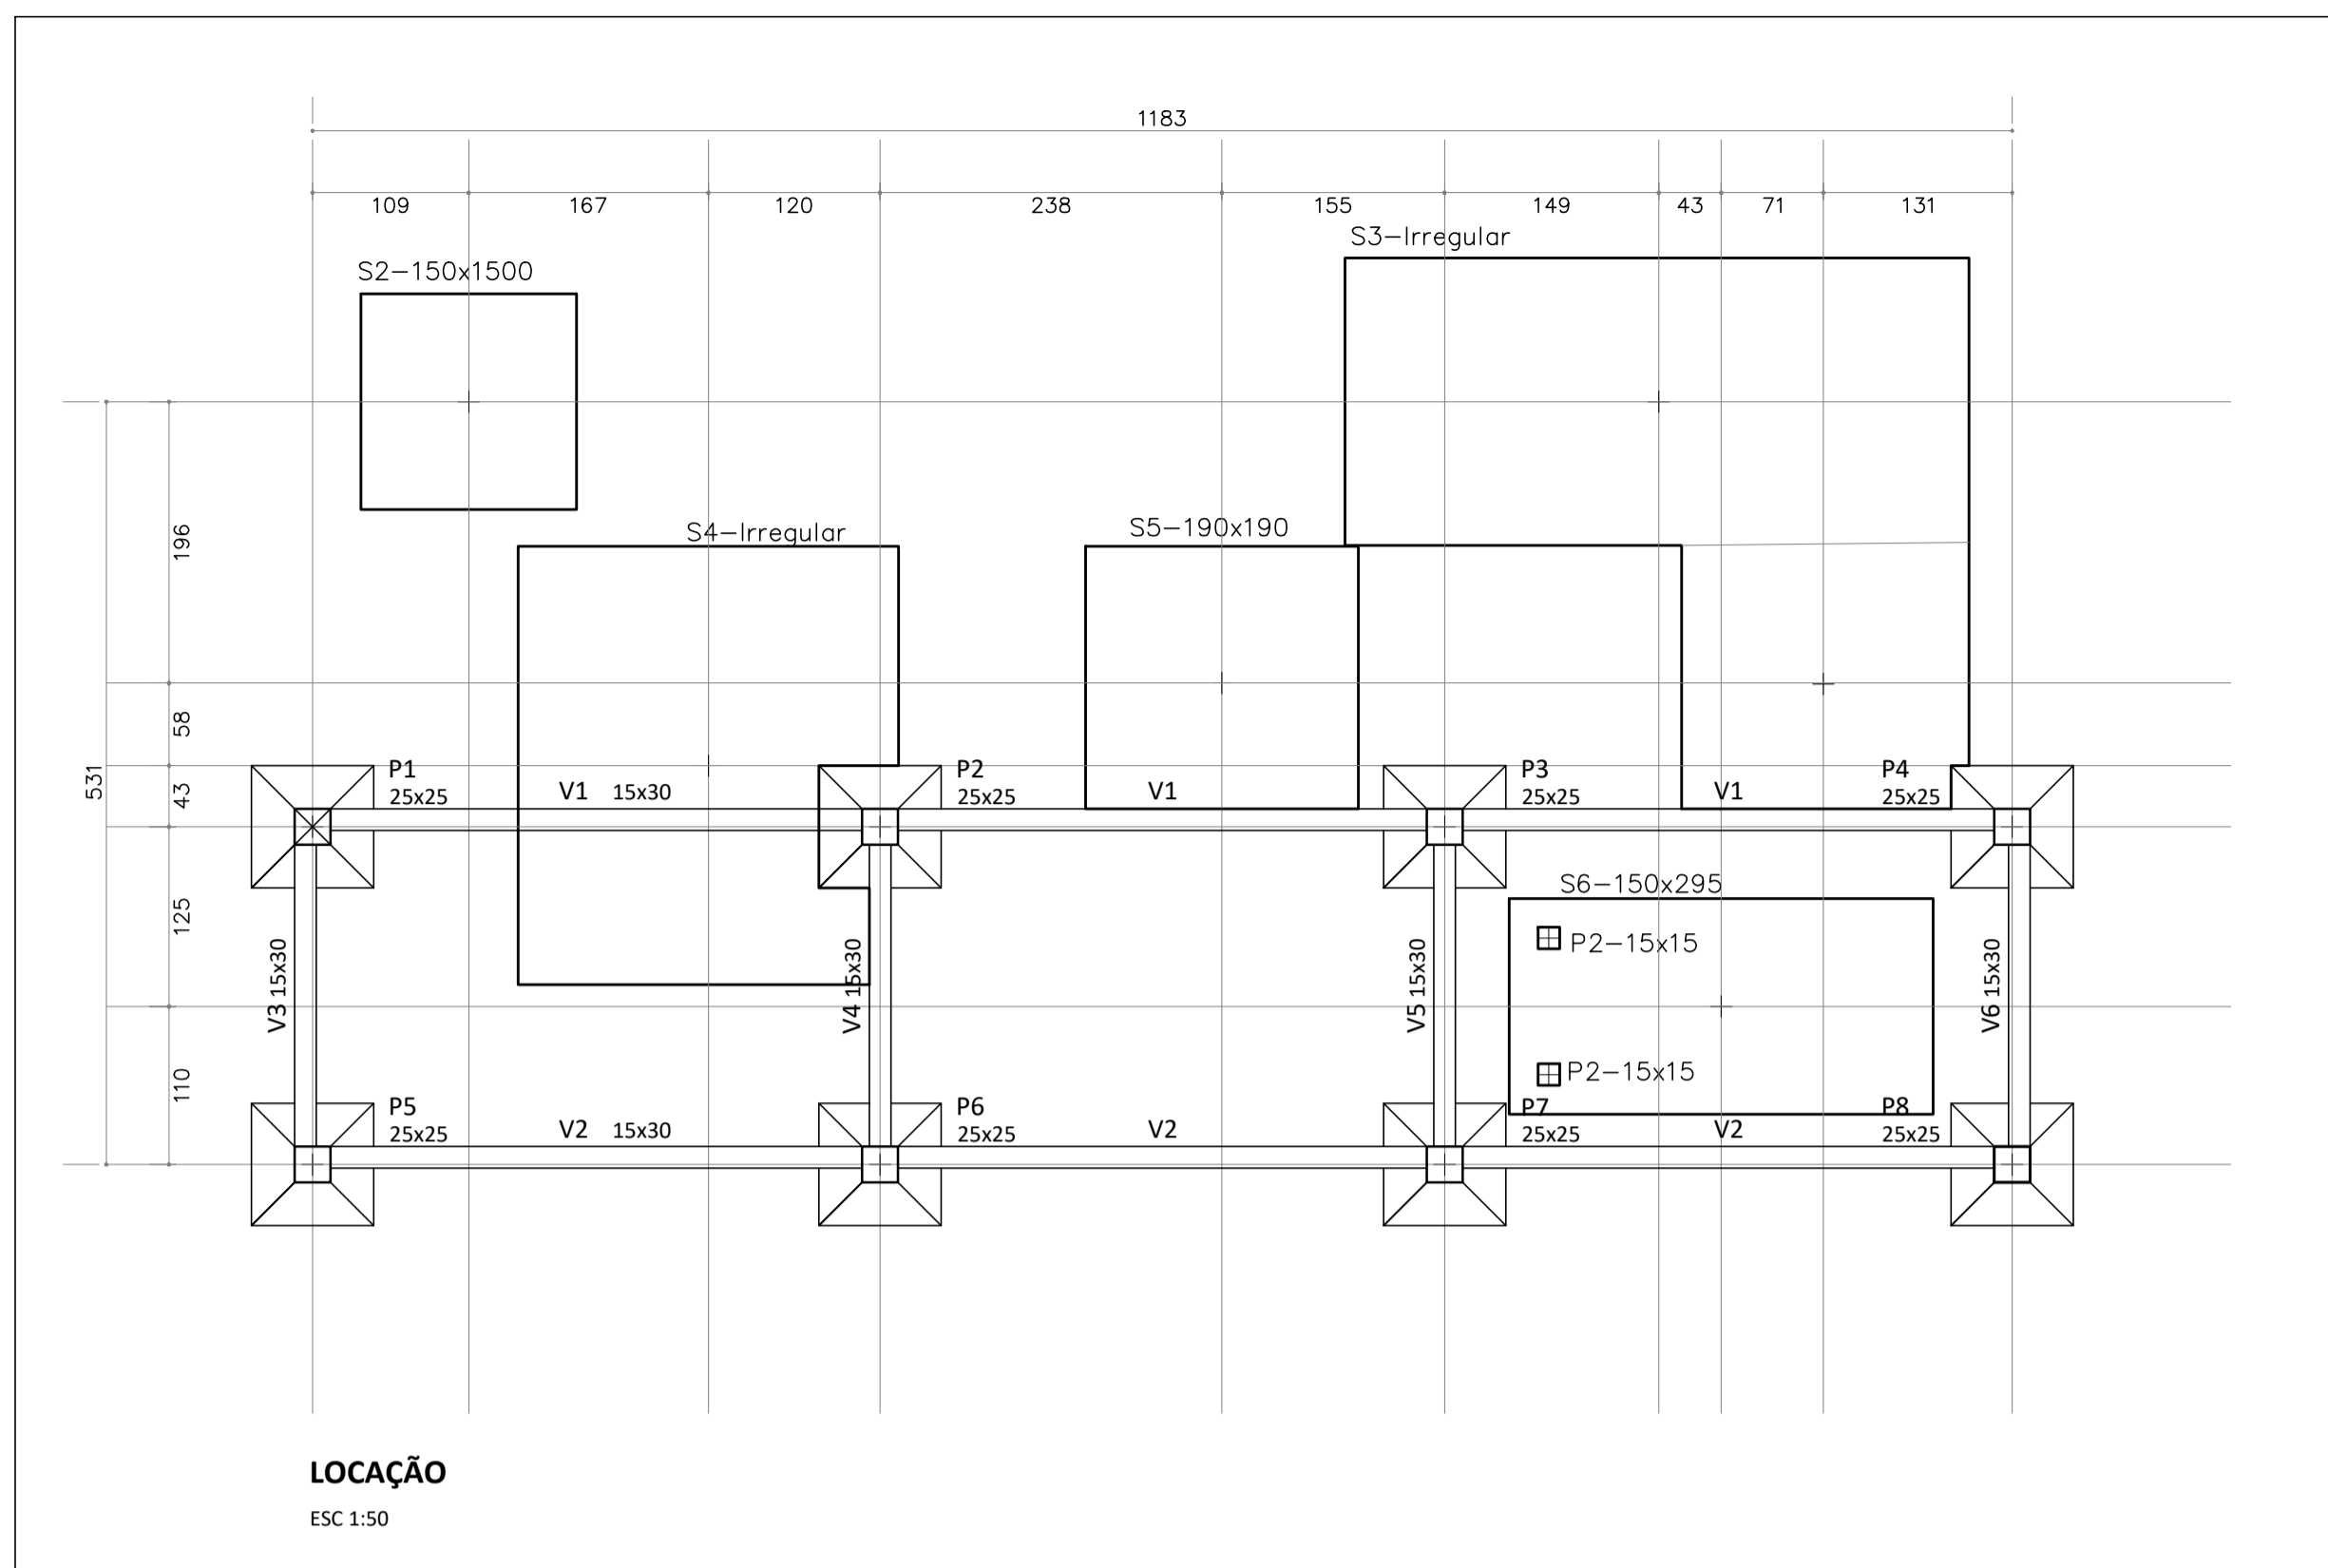 1183
109 167 120 238 155 149 43 71 131
S3-Irregular
S2-150x1500
S4-Irregular
S5-190x190
196
58
531
43
125
110
P1
25x25
V1 15x30
P2
25x25
V1
P3
25x25
V1
P4
25x25
S6-150x295
P2-15x15
V3 15x30
V4 15x30
V5 15x30
V6 15x30
P2-15x15
P5
25x25
V2 15x30
P6
25x25
V2
P7
25x25
V2
P8
25x25
LOCAÇÃO
ESC 1:50